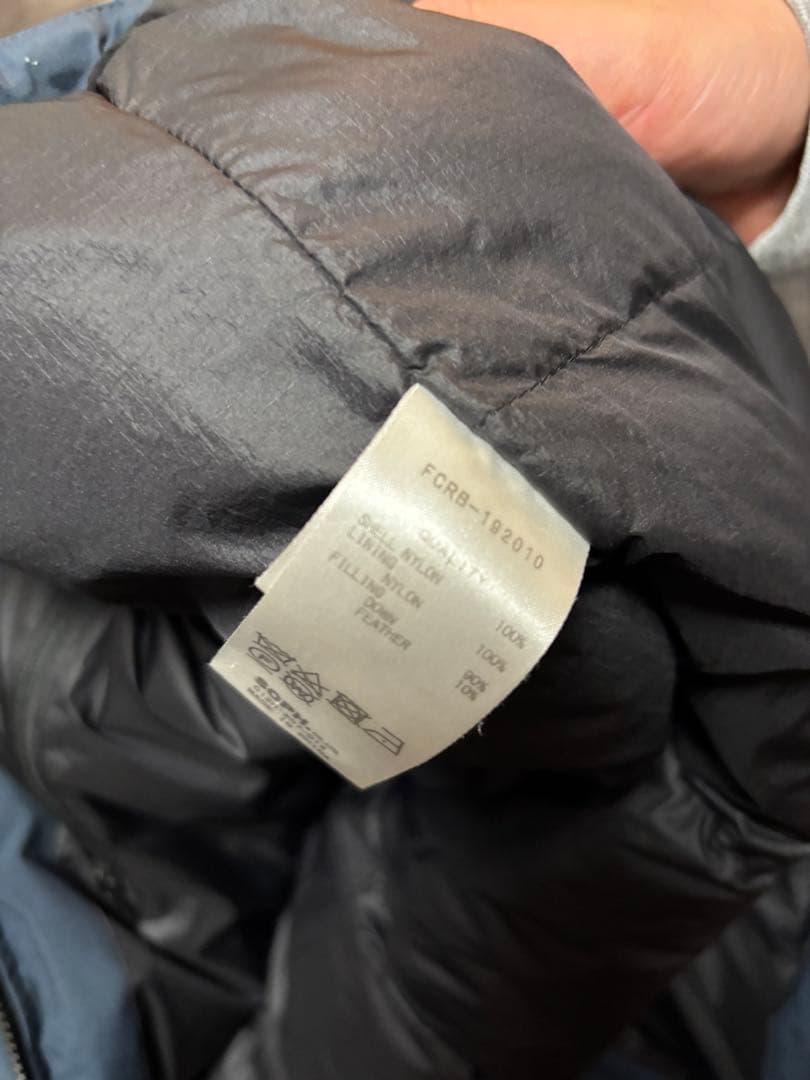 FCRB-192010
QUALITY
SHELL NYLON 100%
LINING NYLON 100%
FILLING
DOWN 90%
FEATHER 10%
SOPH.